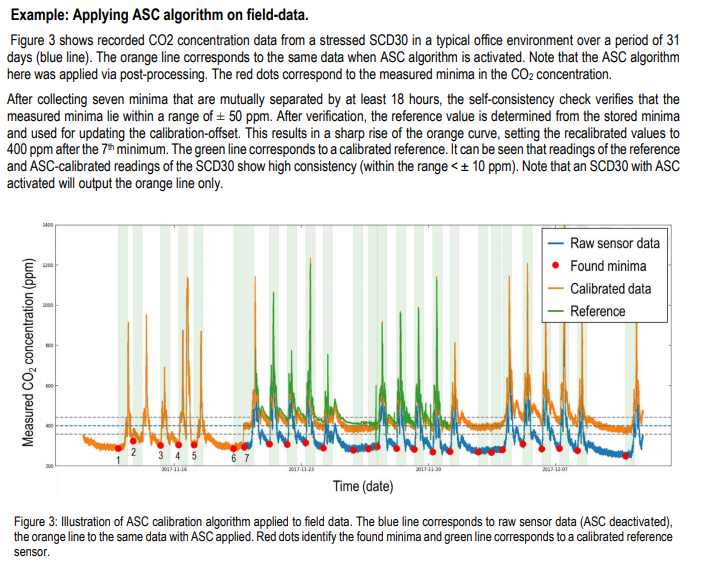 Example: Applying ASC algorithm on field-data.
Figure 3 shows recorded CO2 concentration data from a stressed SCD30 in a typical office environment over a period of 31
days (blue line). The orange line corresponds to the same data when ASC algorithm is activated. Note that the ASC algorithm
here was applied via post-processing. The red dots correspond to the measured minima in the CO₂ concentration.
After collecting seven minima that are mutually separated by at least 18 hours, the self-consistency check verifies that the
measured minima lie within a range of ± 50 ppm. After verification, the reference value is determined from the stored minima
and used for updating the calibration-offset. This results in a sharp rise of the orange curve, setting the recalibrated values to
400 ppm after the 7th minimum. The green line corresponds to a calibrated reference. It can be seen that readings of the reference
and ASC-calibrated readings of the SCD30 show high consistency (within the range < ± 10 ppm). Note that an SCD30 with ASC
activated will output the orange line only.
1400
1200
1000
800
600
400
200
Measured CO₂ concentration (ppm)
Raw sensor data
Found minima
Calibrated data
Reference
1 2 3 4 5 6 7
2017-11-16 2017-11-23 2017-11-30 2017-12-07
Time (date)
Figure 3: Illustration of ASC calibration algorithm applied to field data. The blue line corresponds to raw sensor data (ASC deactivated),
the orange line to the same data with ASC applied. Red dots identify the found minima and green line corresponds to a calibrated reference
sensor.